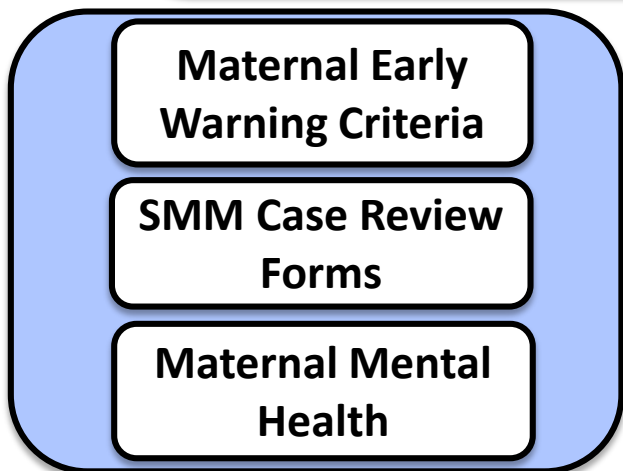 Maternal Early
Warning Criteria
SMM Case Review
Forms
Maternal Mental
Health